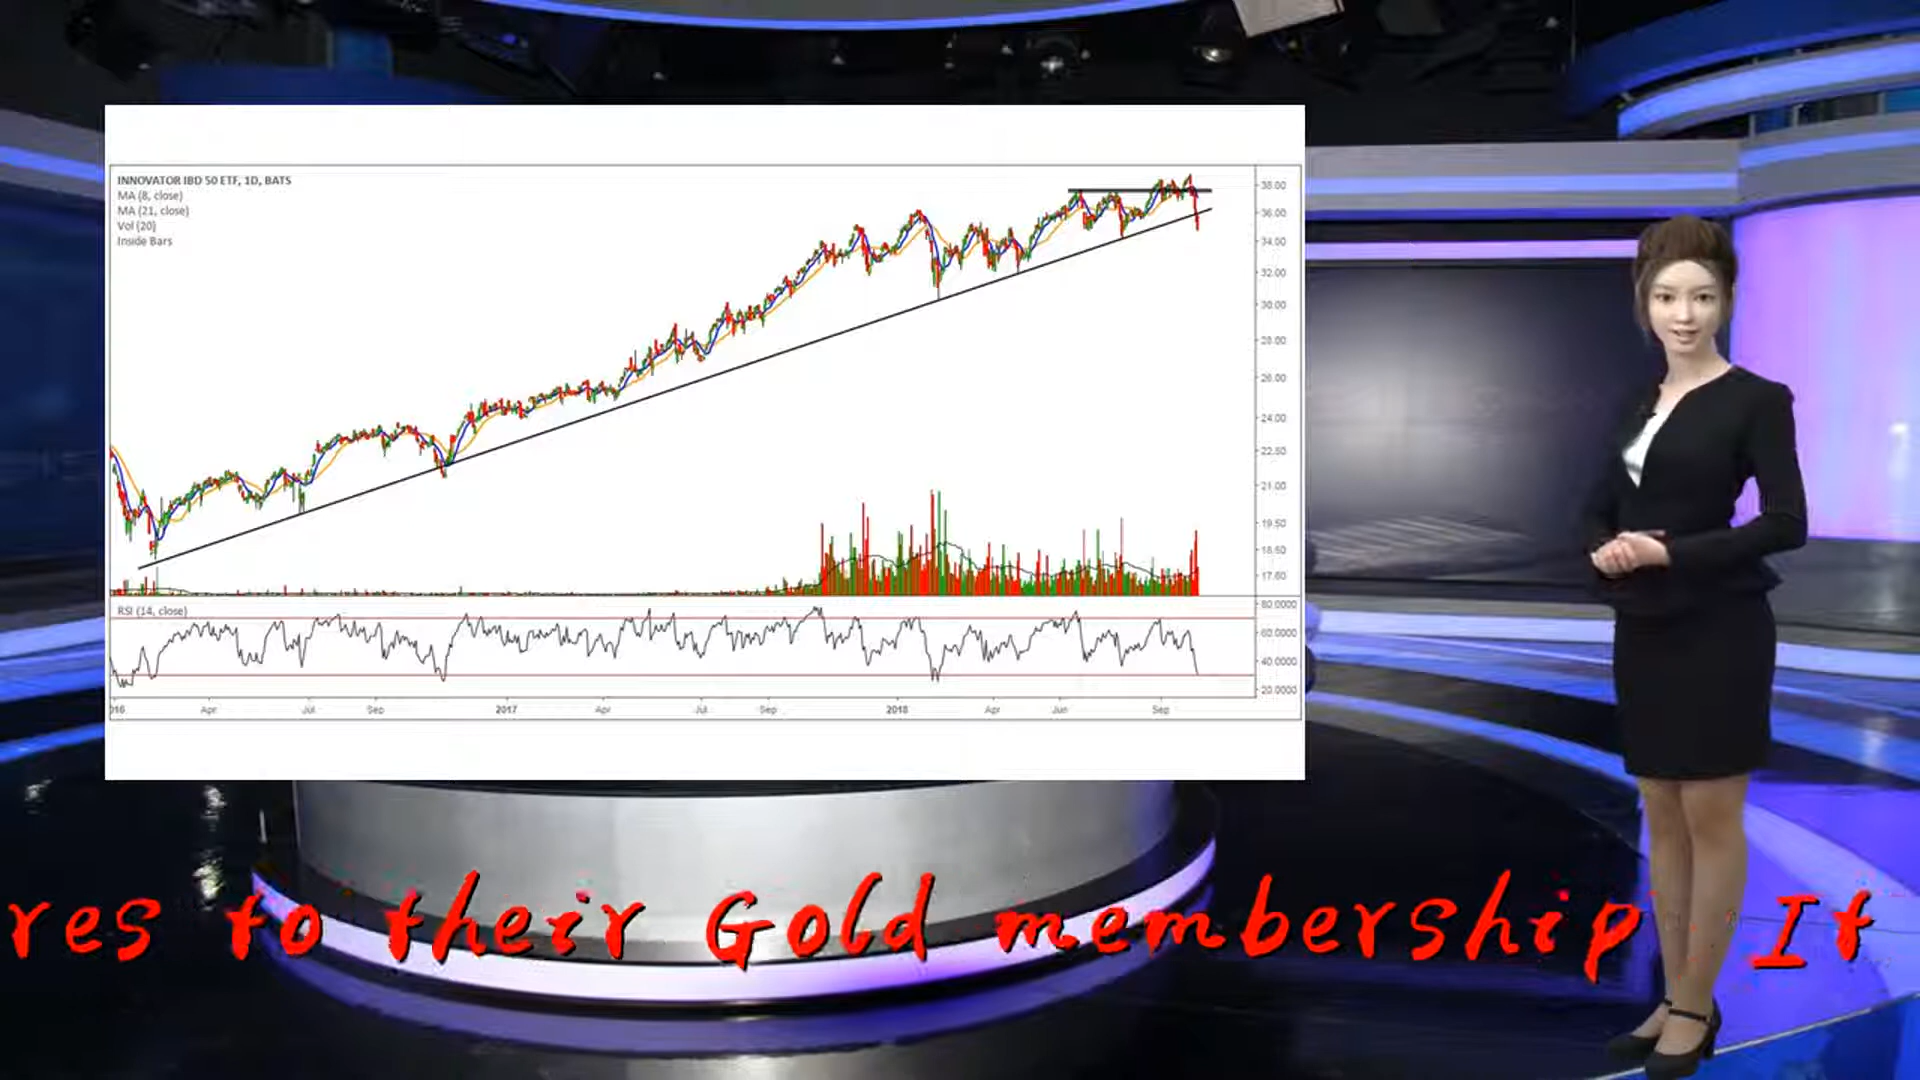 INNOVATOR IBD 50 ETF, 1D, BATS
MA (8, close)
MA (21, close)
Vol (20)
Inside Bars
38.00
36.00
34.00
32.00
30.00
28.00
26.00
24.00
22.50
21.00
19.50
18.50
17.60
RSI (14, close)
80.0000
60.0000
40.0000
20.0000
016 Apr Jul Sep 2017 Apr Jul Sep 2018 Apr Jun Sep
res to their Gold membership. It